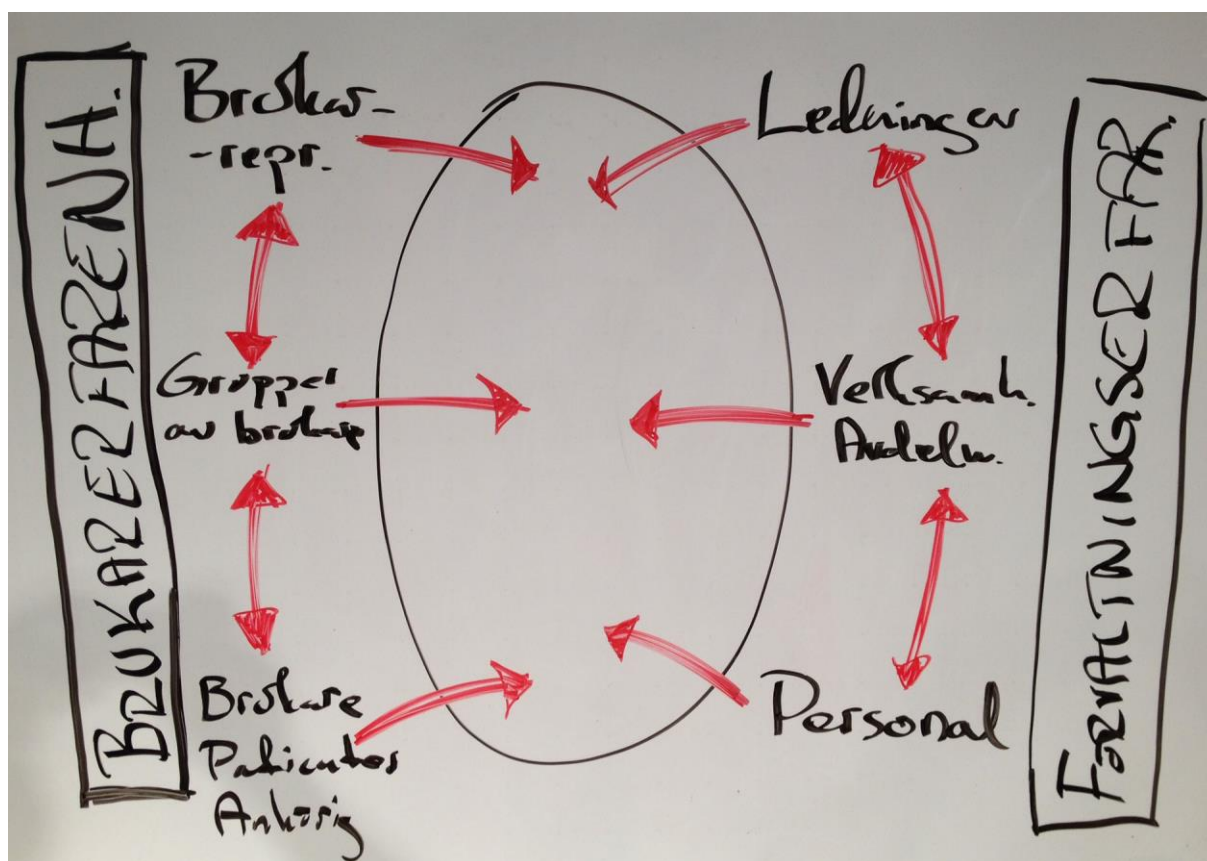 BRUKARERFARENH.
Brukar-
-repr.
Grupper
av brukare
Brukare
Patienter
Anhörig
Ledningen
Verksamh.
Avdeln.
Personal
FÖRVALTNINGSERFAR.